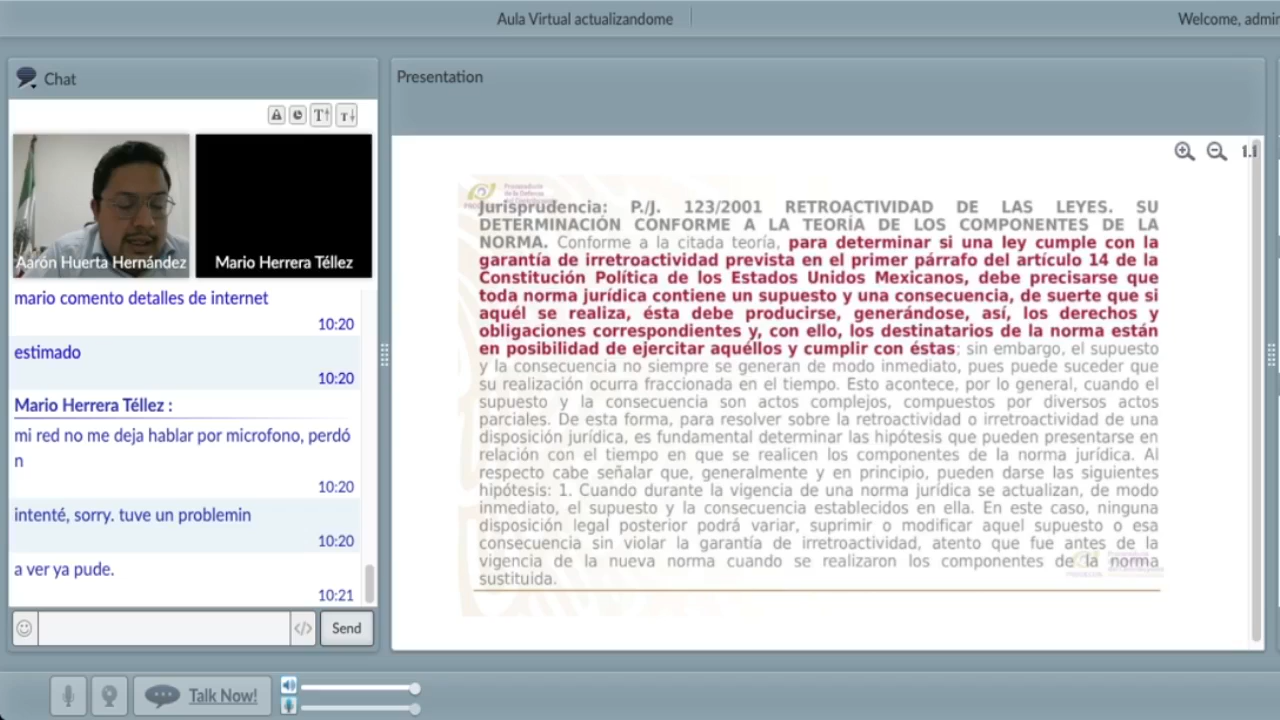 Aula Virtual actualizandome
Welcome, admin
Chat
Presentation
Aarón Huerta Hernández
Mario Herrera Téllez
mario comento detalles de internet
10:20
estimado
10:20
Mario Herrera Téllez :
mi red no me deja hablar por microfono, perdó
n
10:20
intenté, sorry. tuve un problemin
10:20
a ver ya pude.
10:21
Send
Talk Now!
1.1
Procuraduría
de la Defensa
Jurisprudencia: P./J. 123/2001 RETROACTIVIDAD DE LAS LEYES. SU
DETERMINACIÓN CONFORME A LA TEORÍA DE LOS COMPONENTES DE LA
NORMA. Conforme a la citada teoría, para determinar si una ley cumple con la
garantía de irretroactividad prevista en el primer párrafo del artículo 14 de la
Constitución Política de los Estados Unidos Mexicanos, debe precisarse que
toda norma jurídica contiene un supuesto y una consecuencia, de suerte que si
aquél se realiza, ésta debe producirse, generándose, así, los derechos y
obligaciones correspondientes y, con ello, los destinatarios de la norma están
en posibilidad de ejercitar aquéllos y cumplir con éstas; sin embargo, el supuesto
y la consecuencia no siempre se generan de modo inmediato, pues puede suceder que
su realización ocurra fraccionada en el tiempo. Esto acontece, por lo general, cuando el
supuesto y la consecuencia son actos complejos, compuestos por diversos actos
parciales. De esta forma, para resolver sobre la retroactividad o irretroactividad de una
disposición jurídica, es fundamental determinar las hipótesis que pueden presentarse en
relación con el tiempo en que se realicen los componentes de la norma jurídica. Al
respecto cabe señalar que, generalmente y en principio, pueden darse las siguientes
hipótesis: 1. Cuando durante la vigencia de una norma jurídica se actualizan, de modo
inmediato, el supuesto y la consecuencia establecidos en ella. En este caso, ninguna
disposición legal posterior podrá variar, suprimir o modificar aquel supuesto o esa
consecuencia sin violar la garantía de irretroactividad, atento que fue antes de la
vigencia de la nueva norma cuando se realizaron los componentes de la norma
sustituida.